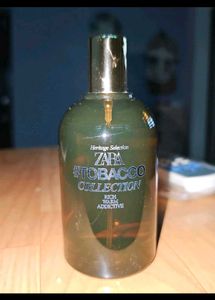 Heritage Selection
ZARA
#TOBACCO
COLLECTION
RICH
WARM
ADDICTIVE